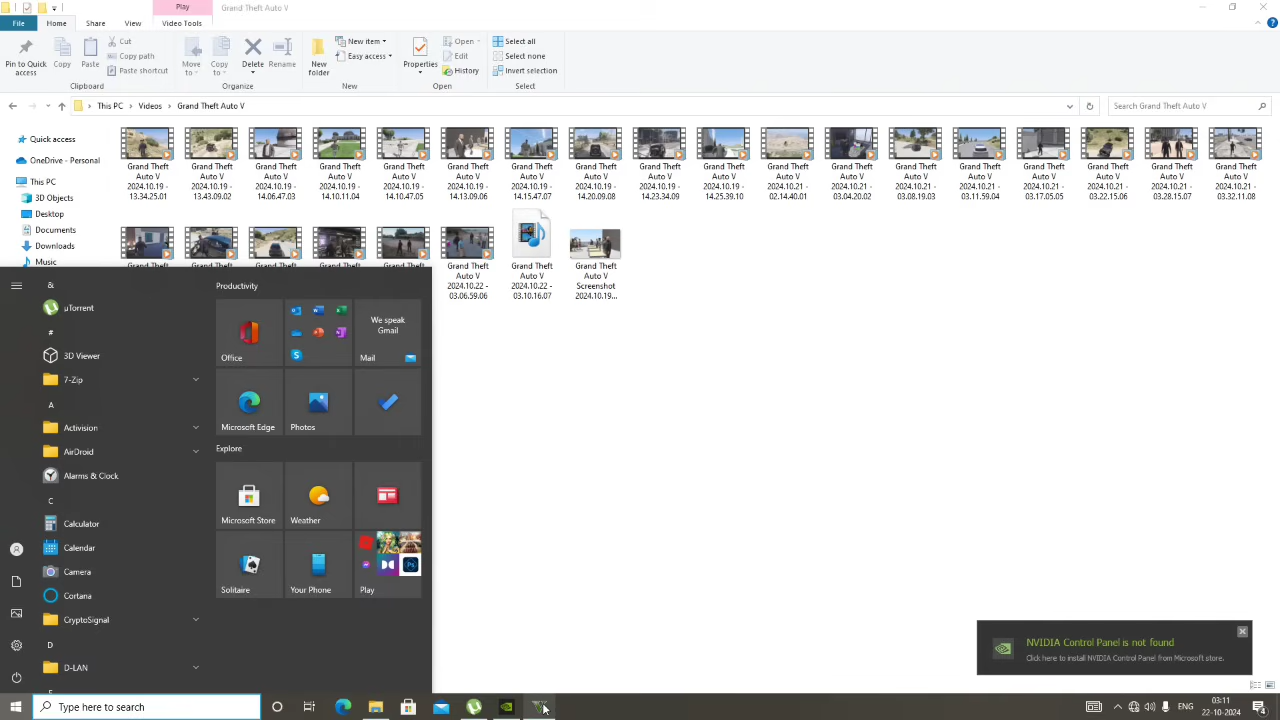 Play
Grand Theft Auto V
File
Home
Share
View
Video Tools
Pin to Quick access
Copy
Paste
Cut
Copy path
Paste shortcut
Clipboard
Move to
Copy to
Delete
Rename
Organize
New folder
New item
Easy access
New
Properties
Open
Edit
History
Open
Select all
Select none
Invert selection
Select
This PC
Videos
Grand Theft Auto V
Search Grand Theft Auto V
Quick access
OneDrive - Personal
This PC
3D Objects
Desktop
Documents
Downloads
Music
Grand Theft Auto V 2024.10.19 - 13.34.25.01
Grand Theft Auto V 2024.10.19 - 13.43.09.02
Grand Theft Auto V 2024.10.19 - 14.06.47.03
Grand Theft Auto V 2024.10.19 - 14.10.11.04
Grand Theft Auto V 2024.10.19 - 14.10.47.05
Grand Theft Auto V 2024.10.19 - 14.13.09.06
Grand Theft Auto V 2024.10.19 - 14.15.47.07
Grand Theft Auto V 2024.10.19 - 14.20.09.08
Grand Theft Auto V 2024.10.19 - 14.23.34.09
Grand Theft Auto V 2024.10.19 - 14.25.39.10
Grand Theft Auto V 2024.10.21 - 02.14.40.01
Grand Theft Auto V 2024.10.21 - 03.04.20.02
Grand Theft Auto V 2024.10.21 - 03.08.19.03
Grand Theft Auto V 2024.10.21 - 03.11.59.04
Grand Theft Auto V 2024.10.21 - 03.17.05.05
Grand Theft Auto V 2024.10.21 - 03.22.15.06
Grand Theft Auto V 2024.10.21 - 03.28.15.07
Grand Theft Auto V 2024.10.21 - 03.32.11.08
Grand Theft Auto V 2024.10.22 - 03.06.59.06
Grand Theft Auto V 2024.10.22 - 03.10.16.07
Grand Theft Auto V Screenshot 2024.10.19...
&
µTorrent
#
3D Viewer
7-Zip
A
Activision
AirDroid
Alarms & Clock
C
Calculator
Calendar
Camera
Cortana
CryptoSignal
D
D-LAN
Productivity
Office
We speak Gmail
Mail
Microsoft Edge
Photos
Explore
Microsoft Store
Weather
Solitaire
Your Phone
Play
NVIDIA Control Panel is not found
Click here to install NVIDIA Control Panel from Microsoft store.
Type here to search
ENG
03:11
22-10-2024